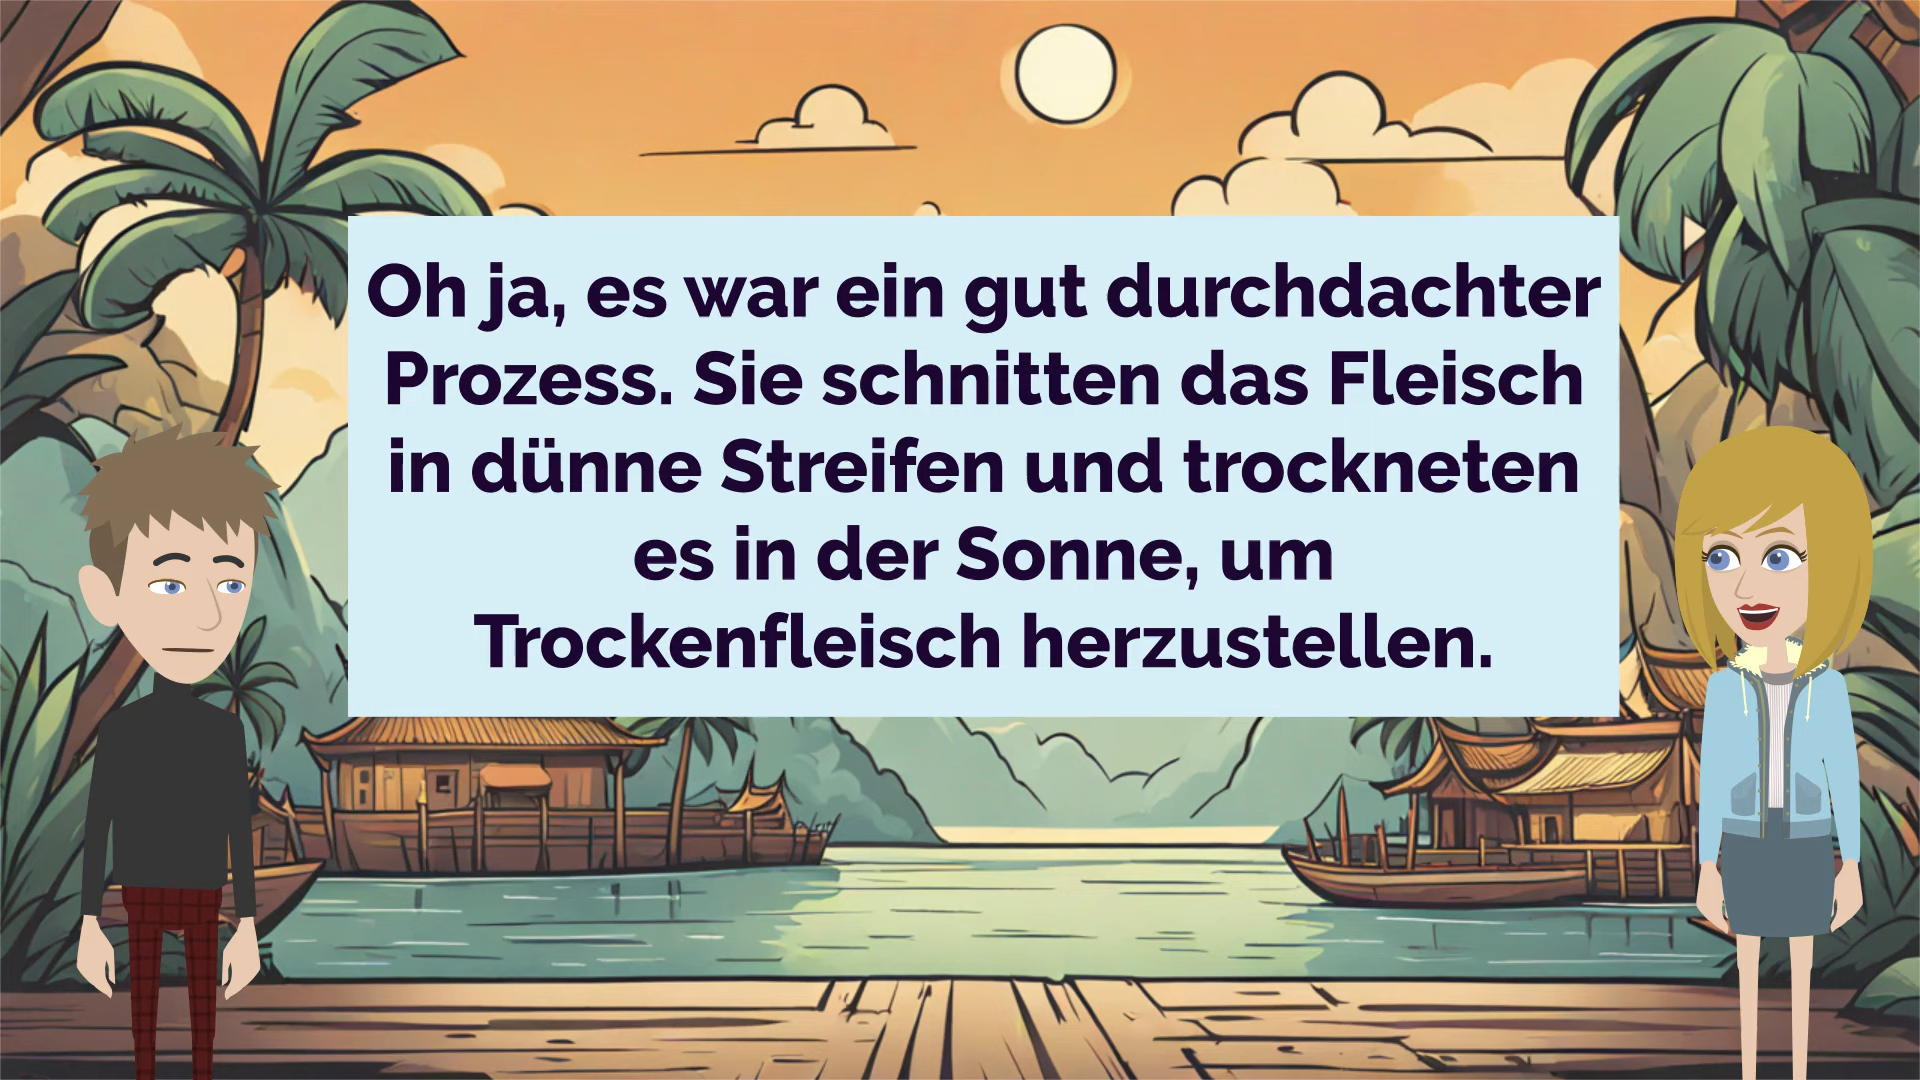 Oh ja, es war ein gut durchdachter
Prozess. Sie schnitten das Fleisch
in dünne Streifen und trockneten
es in der Sonne, um
Trockenfleisch herzustellen.